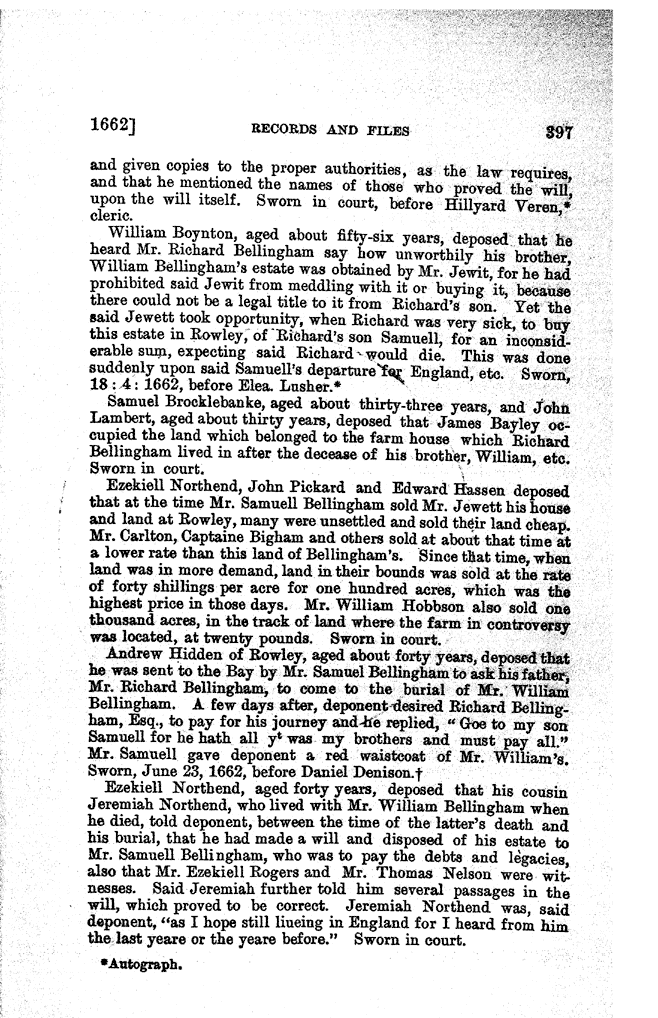 1662]
RECORDS AND FILES
397
and given copies to the proper authorities, as the law requires,
and that he mentioned the names of those who proved the will,
upon the will itself. Sworn in court, before Hillyard Veren,*
cleric.
William Boynton, aged about fifty-six years, deposed that he
heard Mr. Richard Bellingham say how unworthily his brother,
William Bellingham's estate was obtained by Mr. Jewit, for he had
prohibited said Jewit from meddling with it or buying it, because
there could not be a legal title to it from Richard's son. Yet the
said Jewett took opportunity, when Richard was very sick, to buy
this estate in Rowley, of Richard's son Samuell, for an inconsid-
erable sum, expecting said Richard would die. This was done
suddenly upon said Samuell's departure for England, etc. Sworn,
18 : 4 : 1662, before Elea. Lusher.*
Samuel Brocklebanke, aged about thirty-three years, and John
Lambert, aged about thirty years, deposed that James Bayley oc-
cupied the land which belonged to the farm house which Richard
Bellingham lived in after the decease of his brother, William, etc.
Sworn in court.
Ezekiell Northend, John Pickard and Edward Hassen deposed
that at the time Mr. Samuell Bellingham sold Mr. Jewett his house
and land at Rowley, many were unsettled and sold their land cheap.
Mr. Carlton, Captaine Bigham and others sold at about that time at
a lower rate than this land of Bellingham's. Since that time, when
land was in more demand, land in their bounds was sold at the rate
of forty shillings per acre for one hundred acres, which was the
highest price in those days. Mr. William Hobbson also sold one
thousand acres, in the track of land where the farm in controversy
was located, at twenty pounds. Sworn in court.
Andrew Hidden of Rowley, aged about forty years, deposed that
he was sent to the Bay by Mr. Samuel Bellingham to ask his father,
Mr. Richard Bellingham, to come to the burial of Mr. William
Bellingham. A few days after, deponent desired Richard Belling-
ham, Esq., to pay for his journey and he replied, "Goe to my son
Samuell for he hath all yᵗ was my brothers and must pay all."
Mr. Samuell gave deponent a red waistcoat of Mr. William's.
Sworn, June 23, 1662, before Daniel Denison.†
Ezekiell Northend, aged forty years, deposed that his cousin
Jeremiah Northend, who lived with Mr. William Bellingham when
he died, told deponent, between the time of the latter's death and
his burial, that he had made a will and disposed of his estate to
Mr. Samuell Bellingham, who was to pay the debts and legacies,
also that Mr. Ezekiell Rogers and Mr. Thomas Nelson were wit-
nesses. Said Jeremiah further told him several passages in the
will, which proved to be correct. Jeremiah Northend was, said
deponent, "as I hope still liueing in England for I heard from him
the last yeare or the yeare before." Sworn in court.
*Autograph.